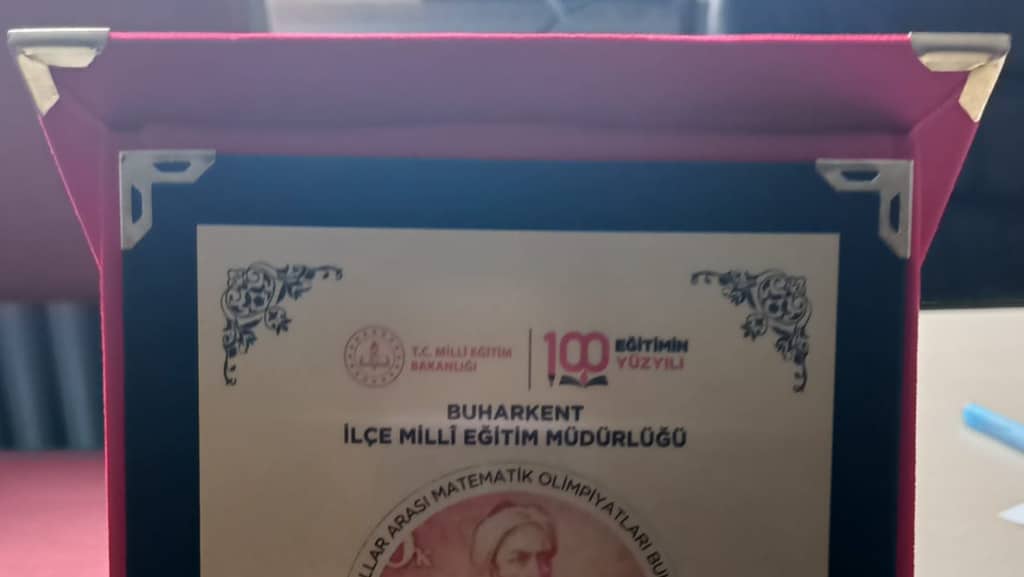 T.C. MİLLÎ EĞİTİM
BAKANLIĞI
100
EĞİTİMİN
YÜZYILI
BUHARKENT
İLÇE MİLLÎ EĞİTİM MÜDÜRLÜĞÜ
ARASI MATEMATİK OLİMPİYATLARI